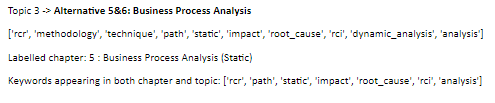 Topic 3 -> Alternative 5&6: Business Process Analysis
['rcr', 'methodology', 'technique', 'path', 'static', 'impact', 'root_cause', 'rci', 'dynamic_analysis', 'analysis']
Labelled chapter: 5 : Business Process Analysis (Static)
Keywords appearing in both chapter and topic: ['rcr', 'path', 'static', 'impact', 'root_cause', 'rci', 'analysis']